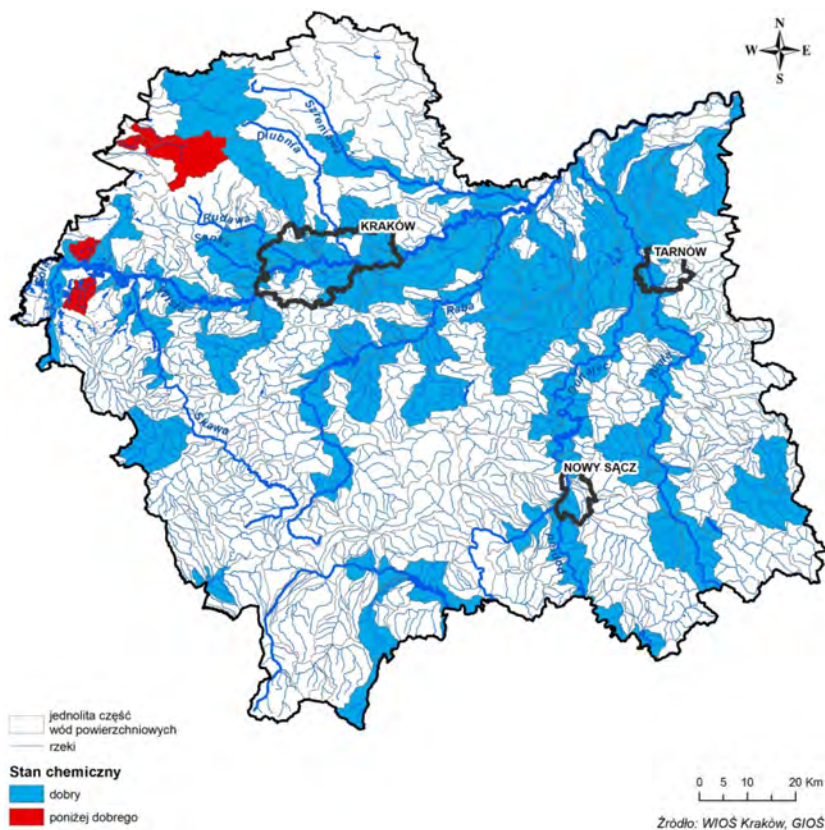 N
W E
S
Szreniawa
Dłubnia
Rudawa
KRAKÓW
Sanka
TARNÓW
Soła
Wisła
Raba
Dunajec
Biała
Skawa
NOWY SĄCZ
Poprad
jednolita część
wód powierzchniowych
rzeki
Stan chemiczny
dobry
poniżej dobrego
0 5 10 20 Km
Źródło: WIOŚ Kraków, GIOŚ